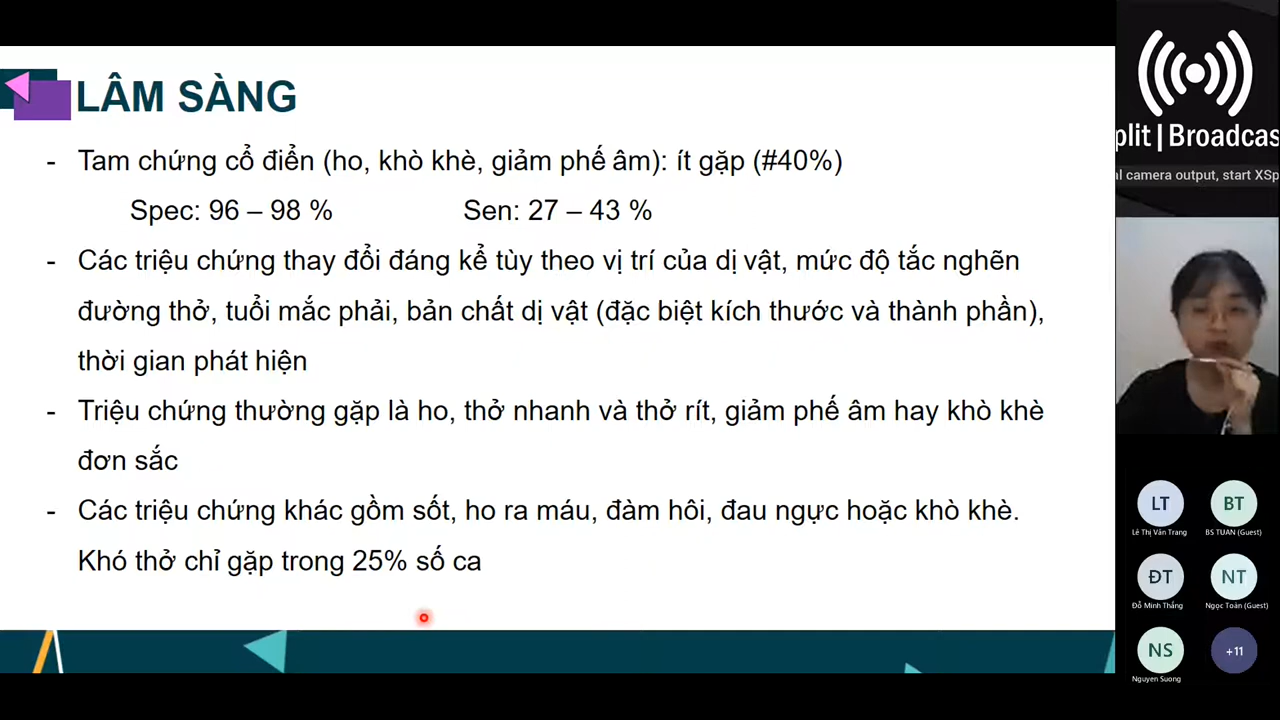 LÂM SÀNG
- Tam chứng cổ điển (ho, khò khè, giảm phế âm): ít gặp (#40%)
Spec: 96 – 98 % Sen: 27 – 43 %
- Các triệu chứng thay đổi đáng kể tùy theo vị trí của dị vật, mức độ tắc nghẽn
đường thở, tuổi mắc phải, bản chất dị vật (đặc biệt kích thước và thành phần),
thời gian phát hiện
- Triệu chứng thường gặp là ho, thở nhanh và thở rít, giảm phế âm hay khò khè
đơn sắc
- Các triệu chứng khác gồm sốt, ho ra máu, đàm hôi, đau ngực hoặc khò khè.
Khó thở chỉ gặp trong 25% số ca
plit | Broadcas
al camera output, start XSp
LT BT
Lê Thị Vân Trang BS TUAN (Guest)
ĐT NT
Đỗ Minh Thắng Ngọc Toàn (Guest)
NS +11
Nguyen Suong